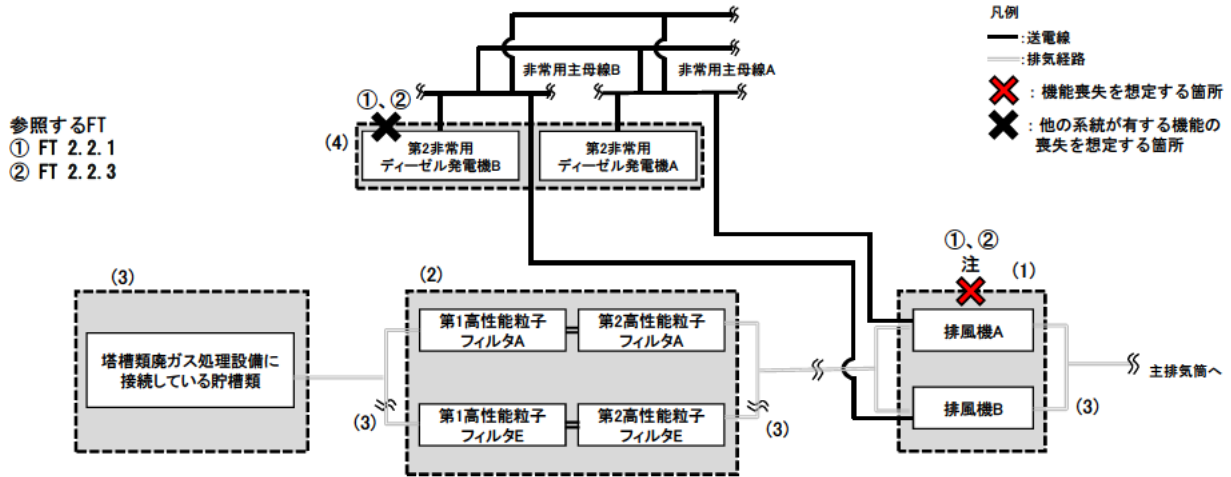 凡例
:送電線
:排気経路
: 機能喪失を想定する箇所
: 他の系統が有する機能の
喪失を想定する箇所
参照するFT
① FT 2.2.1
② FT 2.2.3
非常用主母線B
非常用主母線A
①、②
(4)
第2非常用
ディーゼル発電機B
第2非常用
ディーゼル発電機A
(3)
塔槽類廃ガス処理設備に
接続している貯槽類
(2)
第1高性能粒子
フィルタA
第2高性能粒子
フィルタA
(3)
第1高性能粒子
フィルタE
第2高性能粒子
フィルタE
(3)
①、②
注
(1)
排風機A
排風機B
(3)
主排気筒へ